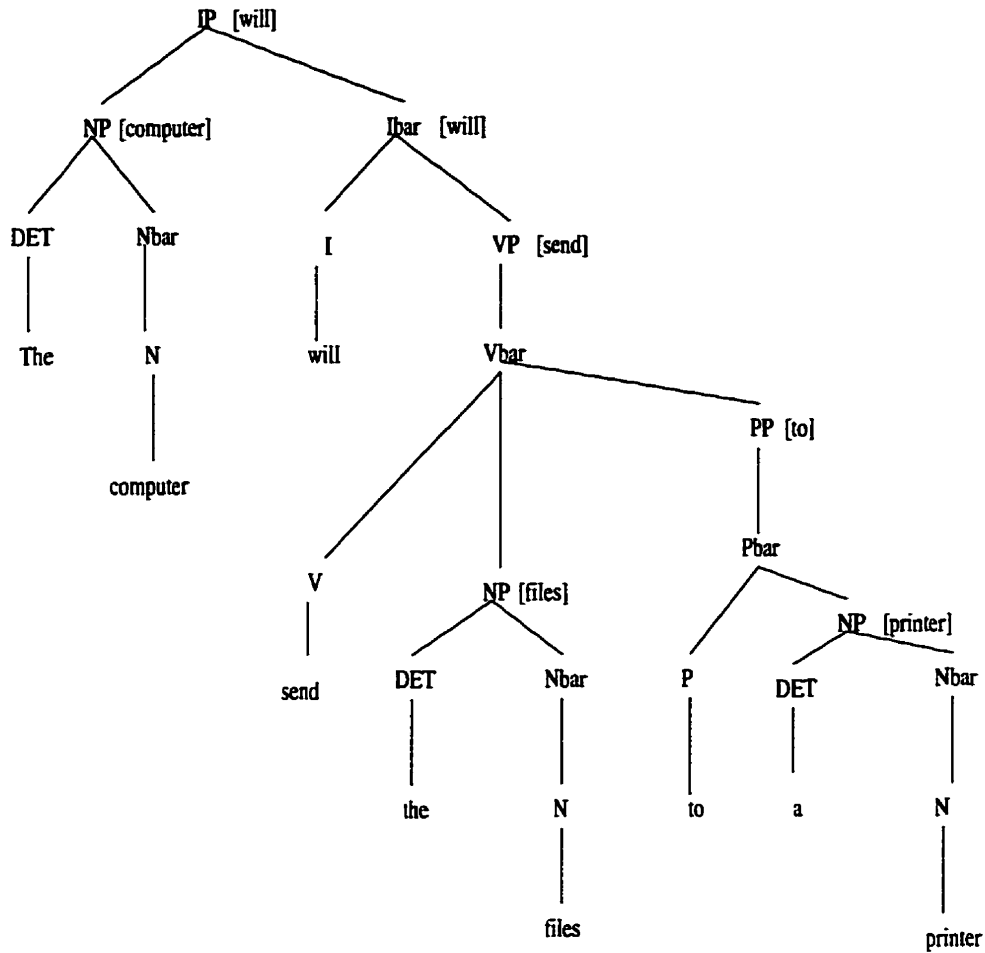 IP [will]
NP [computer] Ibar [will]
DET Nbar I VP [send]
The N will Vbar
PP [to]
computer
Pbar
V NP [files]
NP [printer]
send DET Nbar P DET Nbar
the N to a N
files
printer